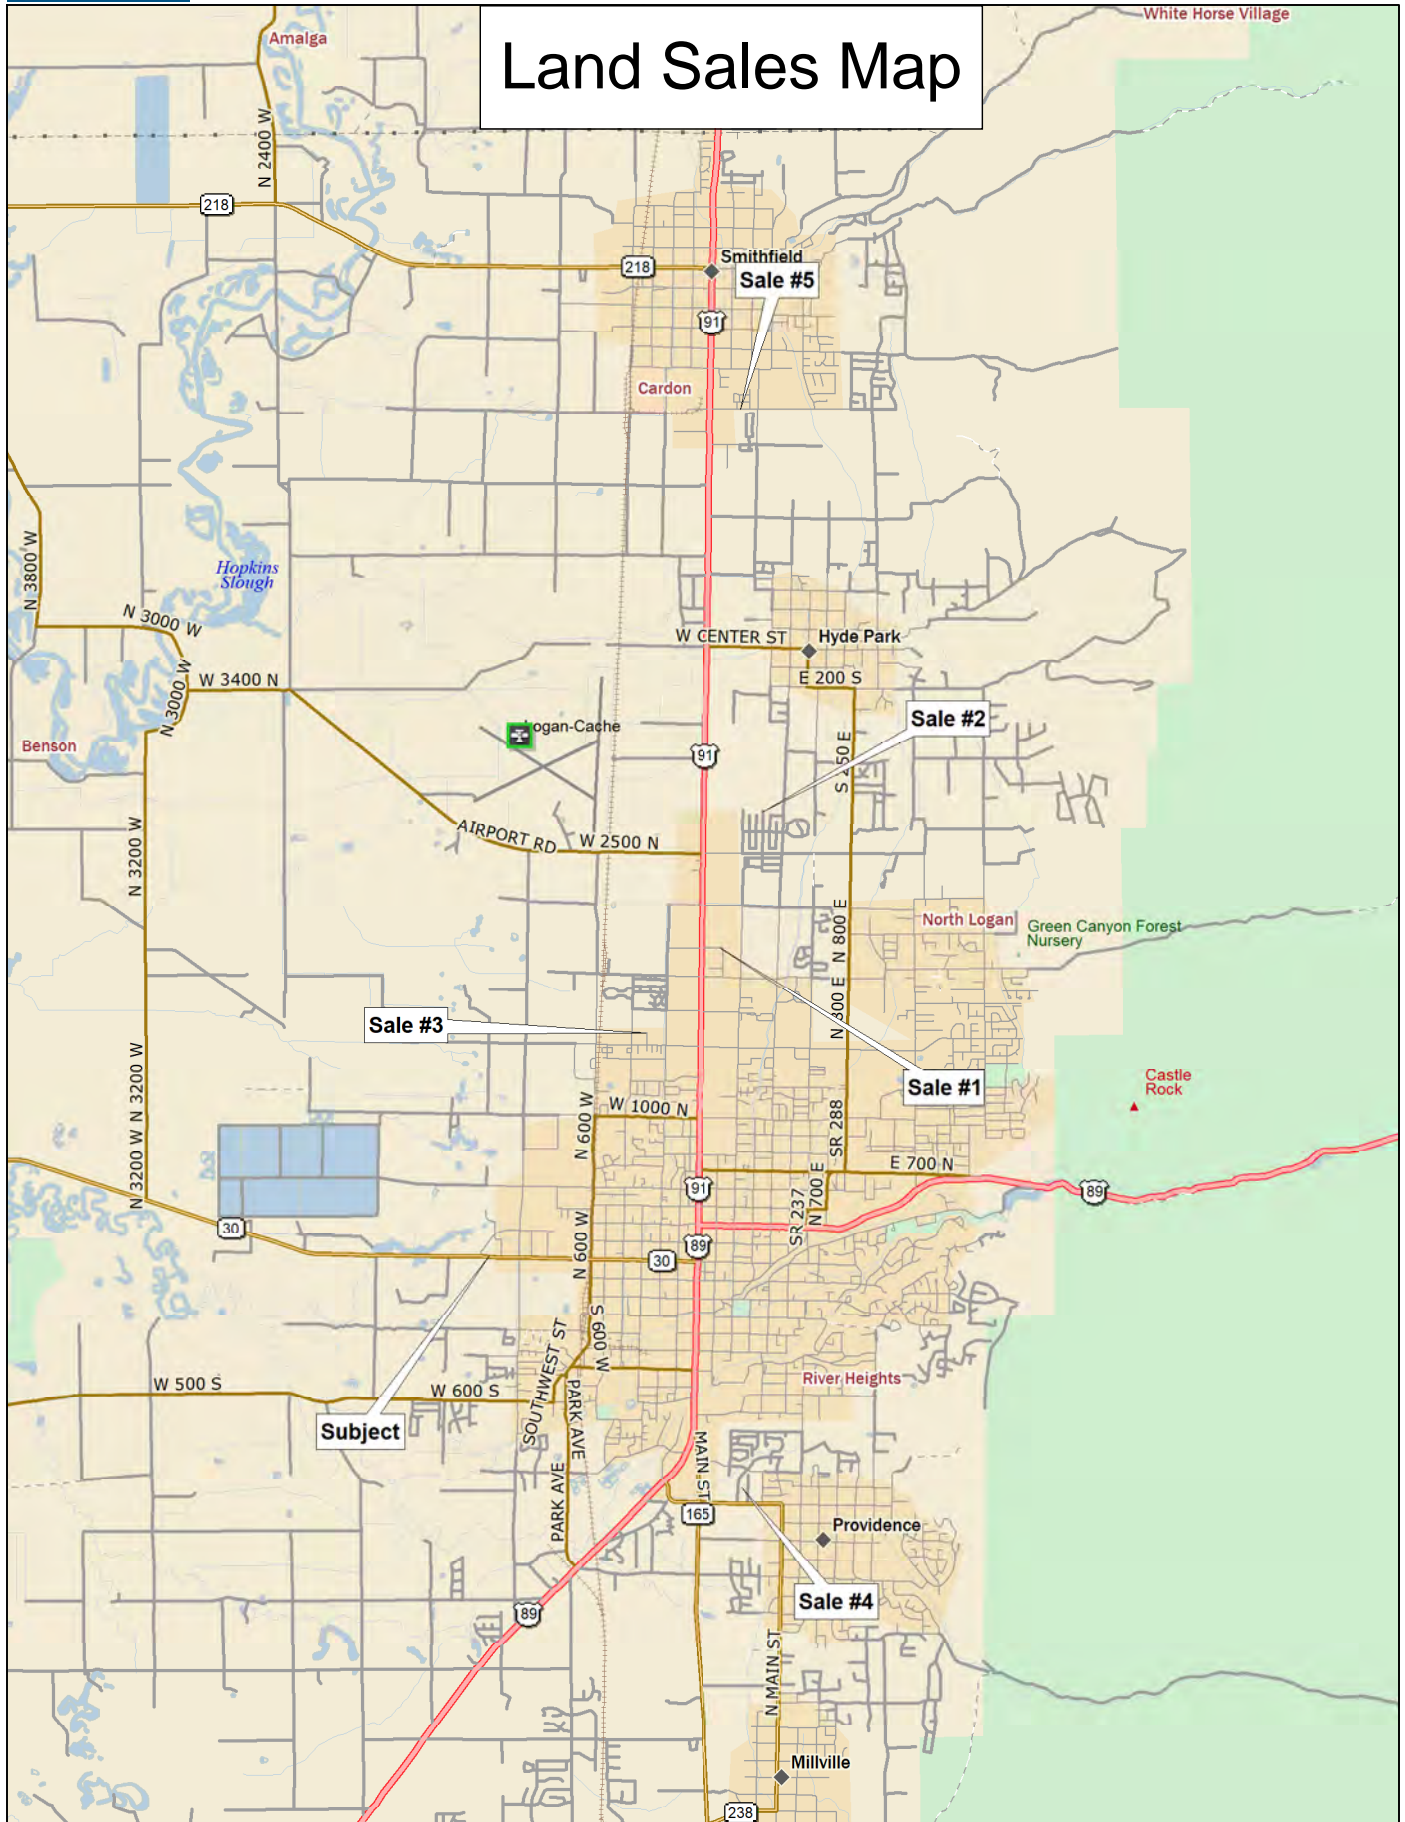 White Horse Village
Amalga
Land Sales Map
N 2400 W
218
218
Smithfield
Sale #5
91
Cardon
N 3800 W
Hopkins
Slough
N 3000 W
W CENTER ST
Hyde Park
E 200 S
N 3000 W
W 3400 N
Sale #2
Logan-Cache
Benson
91
S 250 E
AIRPORT RD
W 2500 N
N 3200 W
N 800 E
North Logan
Green Canyon Forest
Nursery
N 800 E
Sale #3
Sale #1
Castle
Rock
N 3200 W
N 3200 W
W 1000 N
N 600 W
SR 288
E 700 N
91
89
N 700 E
SR 237
30
N 600 W
89
30
S 600 W
SOUTHWEST ST
River Heights
W 500 S
W 600 S
PARK AVE
Subject
MAIN ST
PARK AVE
165
Providence
Sale #4
89
N MAIN ST
Millville
238